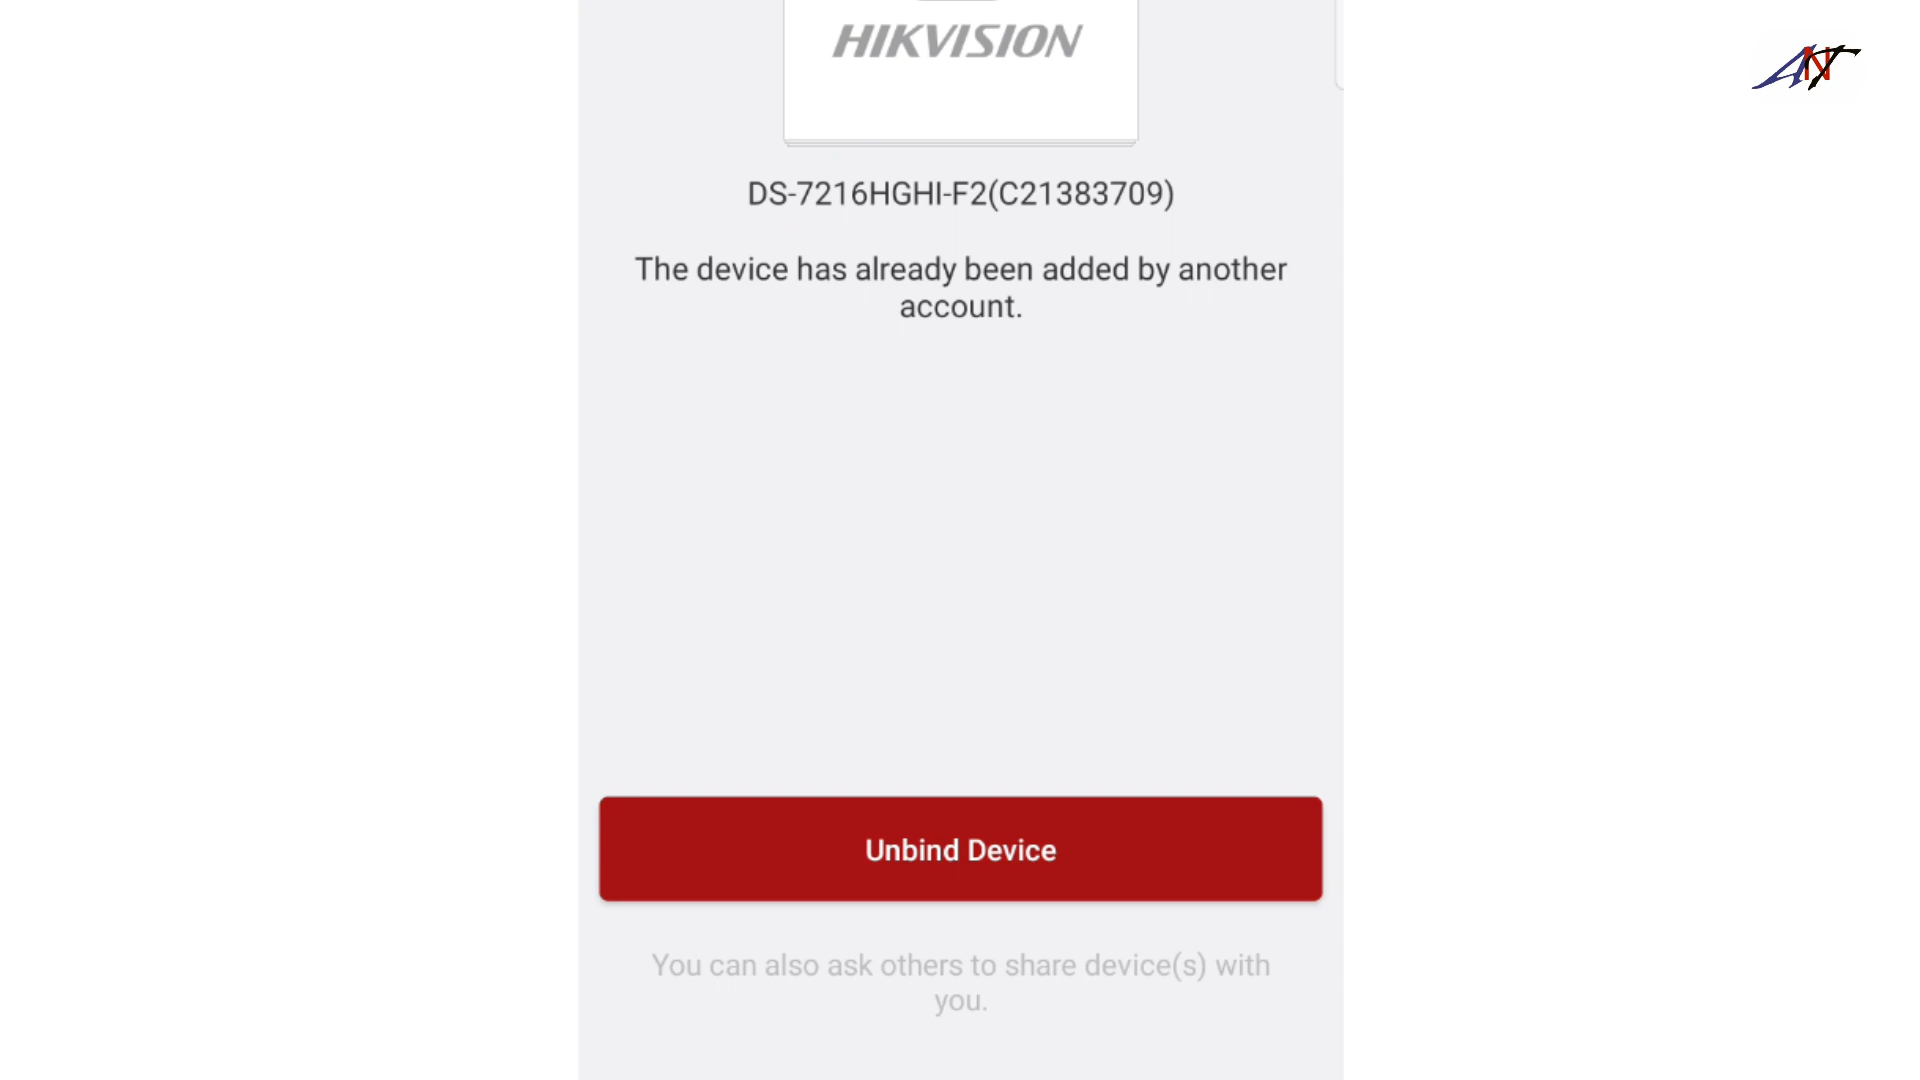 HIKVISION
ANT
DS-7216HGHI-F2(C21383709)
The device has already been added by another
account.
Unbind Device
You can also ask others to share device(s) with
you.